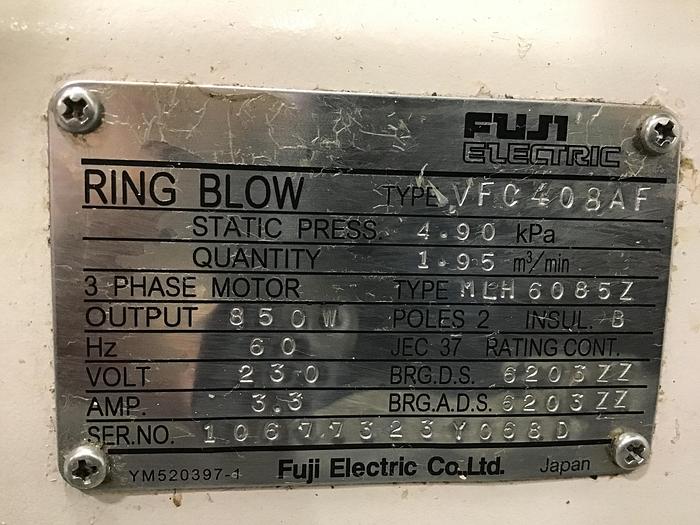 FUJI
ELECTRIC
RING BLOW TYPE VFC408AF
STATIC PRESS. 4.90 kPa
QUANTITY 1.95 m³/min
3 PHASE MOTOR TYPE MLH6085Z
OUTPUT 850W POLES 2 INSUL. B
Hz 60 JEC 37 RATING CONT.
VOLT 230 BRG.D.S. 6203ZZ
AMP. 3.3 BRG.A.D.S. 6203ZZ
SER.NO. 10677323Y068D
YM520397-1 Fuji Electric Co.Ltd. Japan